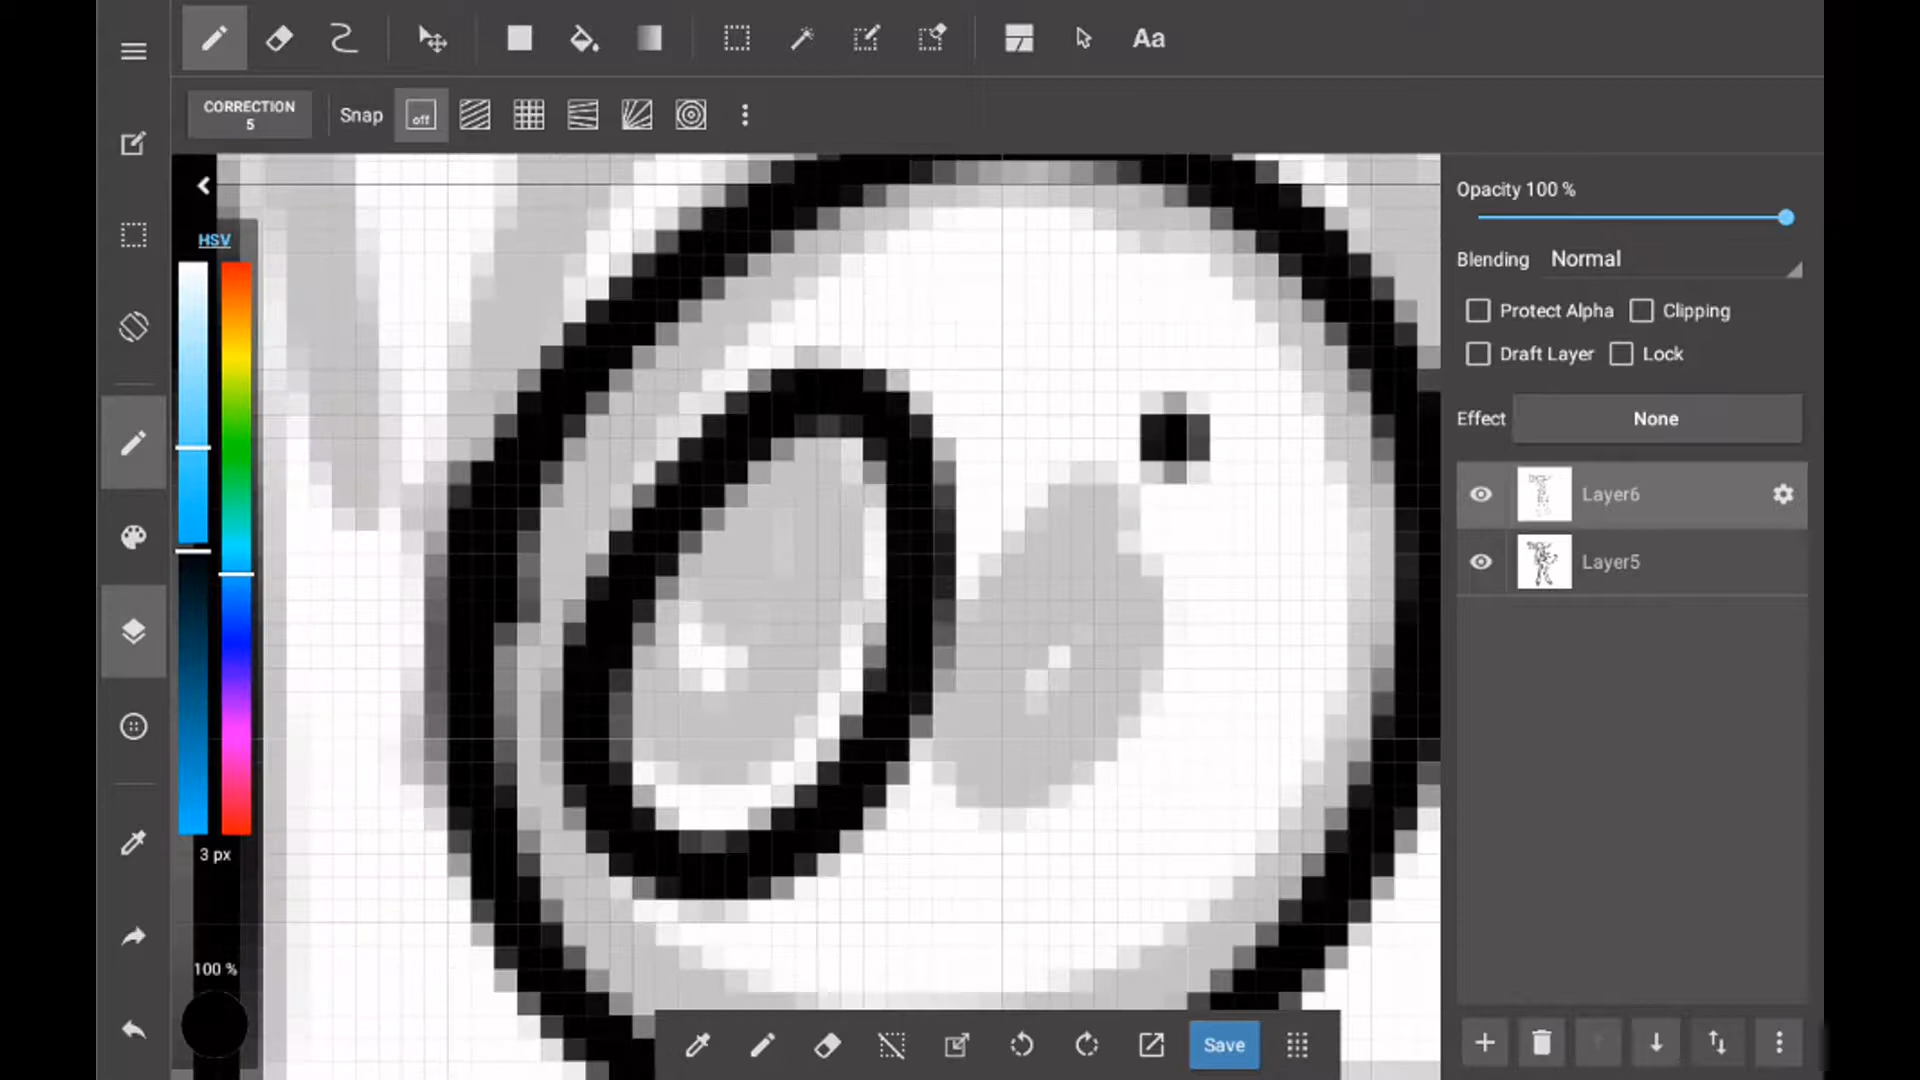 Aa
CORRECTION
5
Snap
off
HSV
Opacity 100 %
Blending Normal
Protect Alpha Clipping
Draft Layer Lock
Effect None
Layer6
Layer5
3 px
100 %
Save